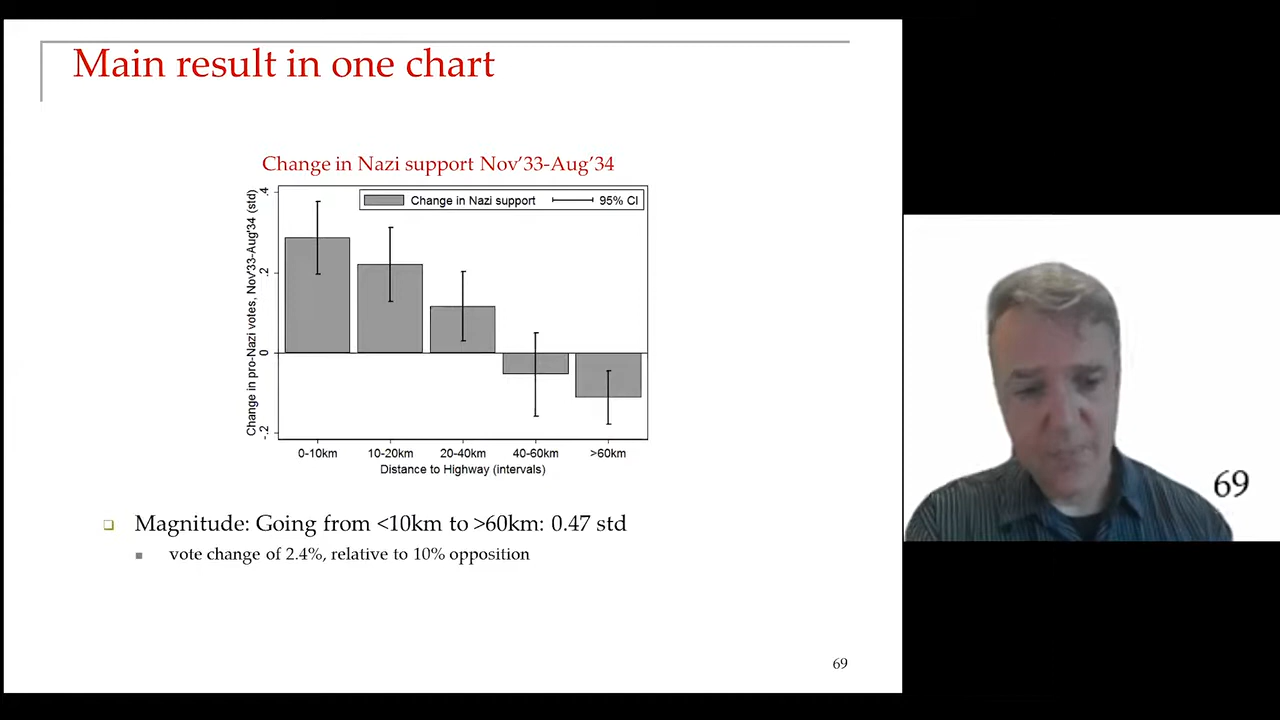 Main result in one chart
Change in Nazi support Nov'33-Aug'34
Change in Nazi support 95% CI
Change in pro-Nazi votes, Nov'33-Aug'34 (std)
.4
.2
0
-.2
0-10km 10-20km 20-40km 40-60km >60km
Distance to Highway (intervals)
Magnitude: Going from <10km to >60km: 0.47 std
vote change of 2.4%, relative to 10% opposition
69
69